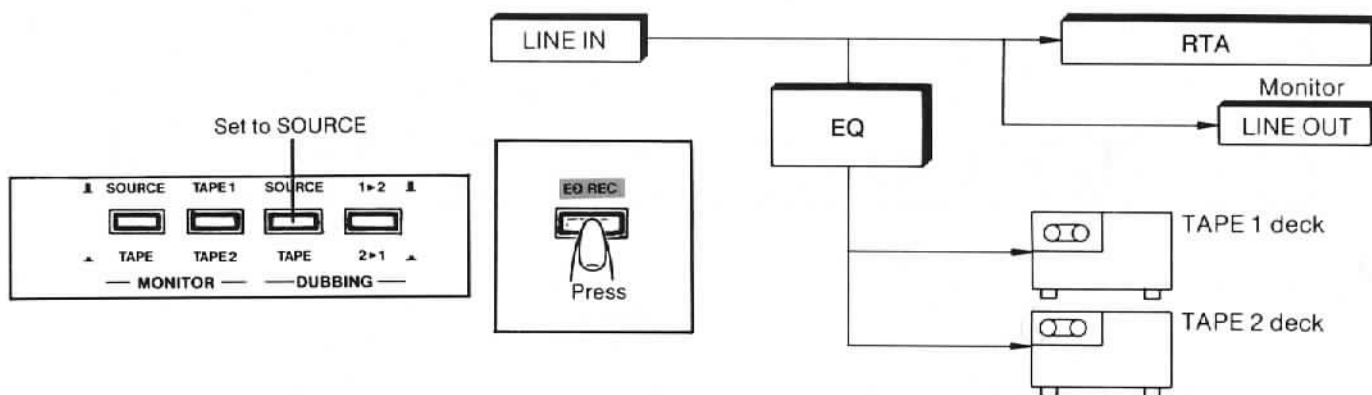 LINE IN
RTA
Monitor
LINE OUT
EQ
Set to SOURCE
SOURCE TAPE 1 SOURCE 1▸2
TAPE TAPE 2 TAPE 2▸1
MONITOR DUBBING
EQ REC
Press
TAPE 1 deck
TAPE 2 deck